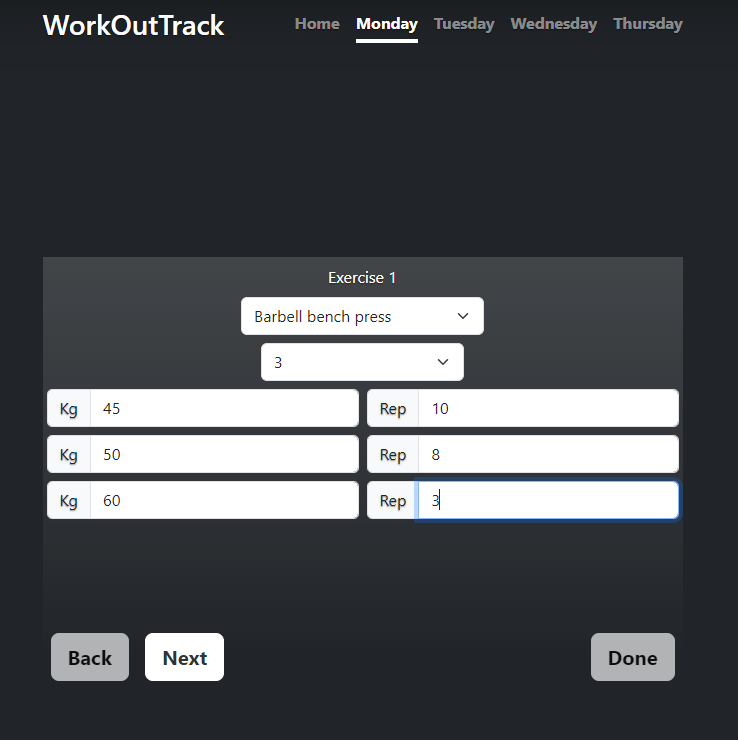 WorkOutTrack Home Monday Tuesday Wednesday Thursday
Exercise 1
Barbell bench press
3
Kg 45 Rep 10
Kg 50 Rep 8
Kg 60 Rep 3
Back Next Done